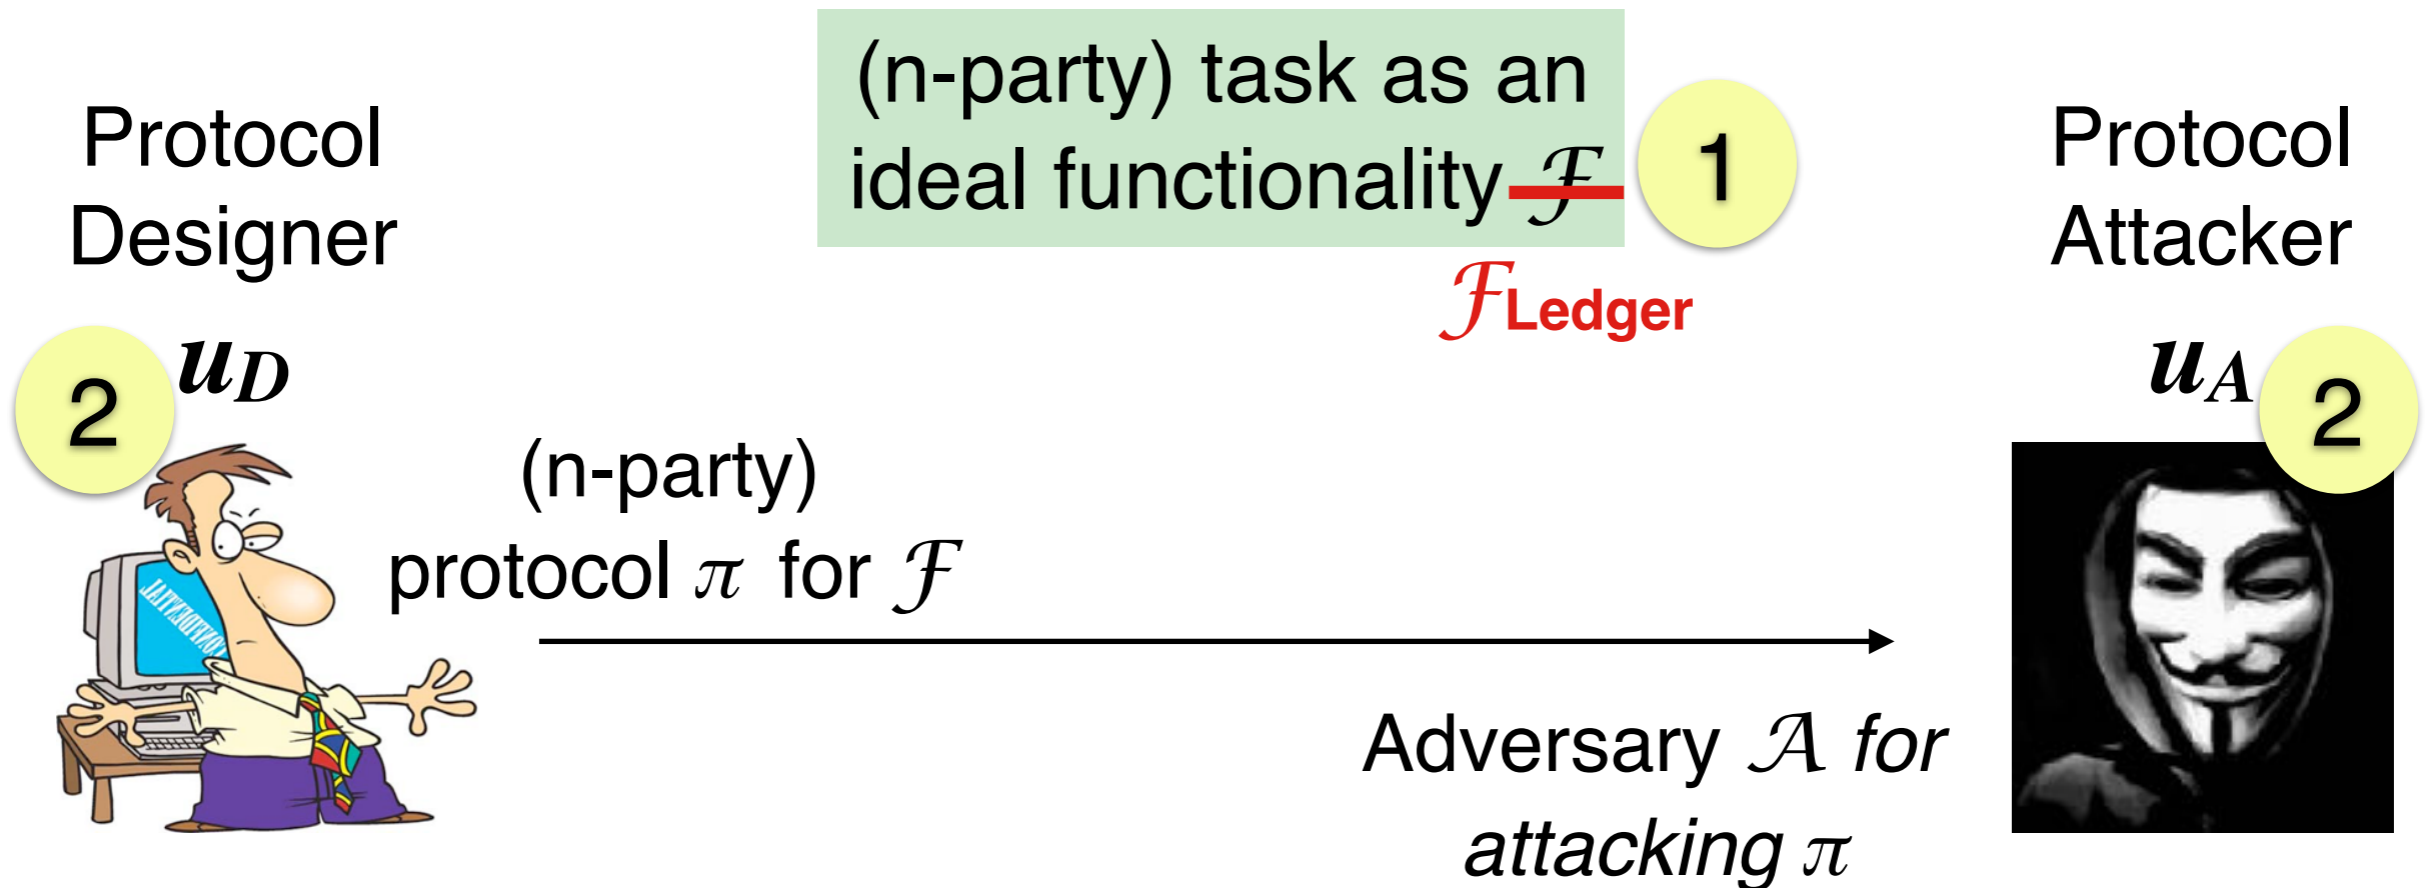 (n-party) task as an
ideal functionality ℱ
1
ℱLedger
Protocol
Designer
u_D
2
Protocol
Attacker
u_A
2
(n-party)
protocol π for ℱ
CONFIDENTIAL
Adversary 𝒜 for
attacking π